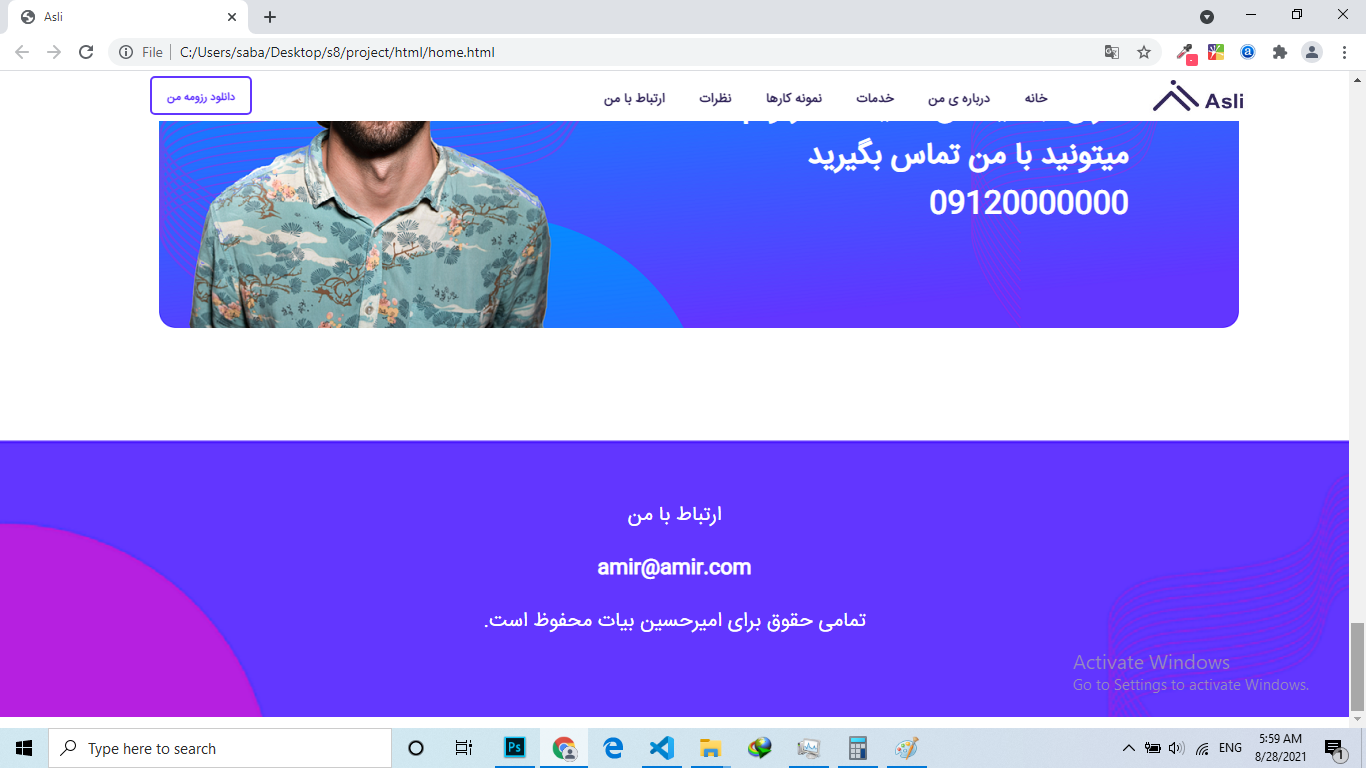 Asli
File
C:/Users/saba/Desktop/s8/project/html/home.html
Asli
خانه
درباره ی من
خدمات
نمونه کارها
نظرات
ارتباط با من
دانلود رزومه من
میتونید با من تماس بگیرید
09120000000
ارتباط با من
amir@amir.com
تمامی حقوق برای امیرحسین بیات محفوظ است.
Activate Windows
Go to Settings to activate Windows.
Type here to search
Ps
ENG
5:59 AM
8/28/2021
1